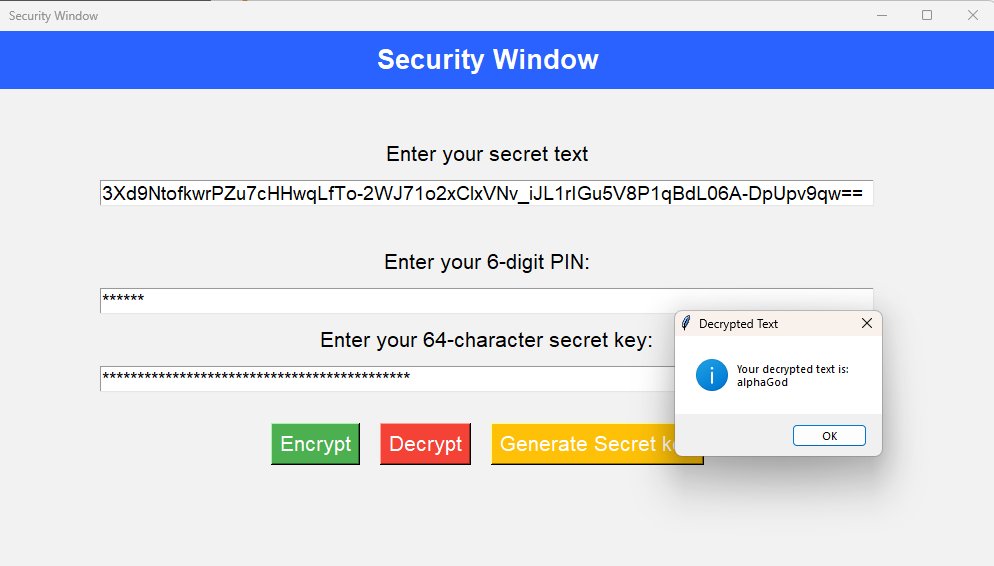 Security Window
Security Window
Enter your secret text
3Xd9NtofkwrPZu7cHHwqLfTo-2WJ71o2xClxVNv_iJL1rIGu5V8P1qBdL06A-DpUpv9qw==
Enter your 6-digit PIN:
******
Decrypted Text
Enter your 64-character secret key:
Your decrypted text is:
alphaGod
********************************************
OK
Encrypt
Decrypt
Generate Secret k